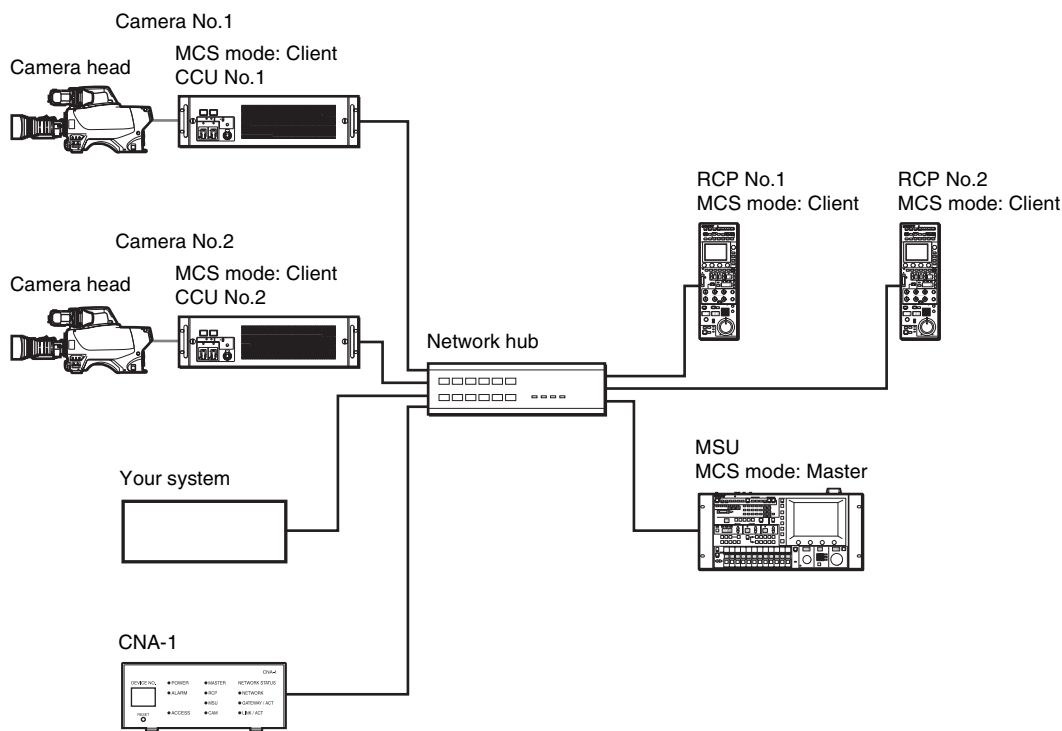 Camera No.1
Camera head
MCS mode: Client
CCU No.1
RCP No.1
MCS mode: Client
RCP No.2
MCS mode: Client
Camera No.2
Camera head
MCS mode: Client
CCU No.2
Network hub
MSU
MCS mode: Master
Your system
CNA-1
CNA-1
DEVICE NO.
POWER
MASTER
NETWORK STATUS
ALARM
RCP
NETWORK
MSU
GATEWAY / ACT
RESET
ACCESS
CAM
LINK / ACT